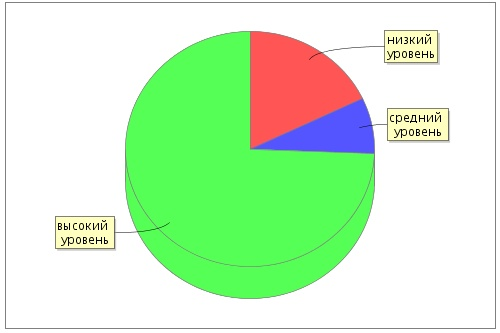 низкий
уровень
средний
уровень
высокий
уровень